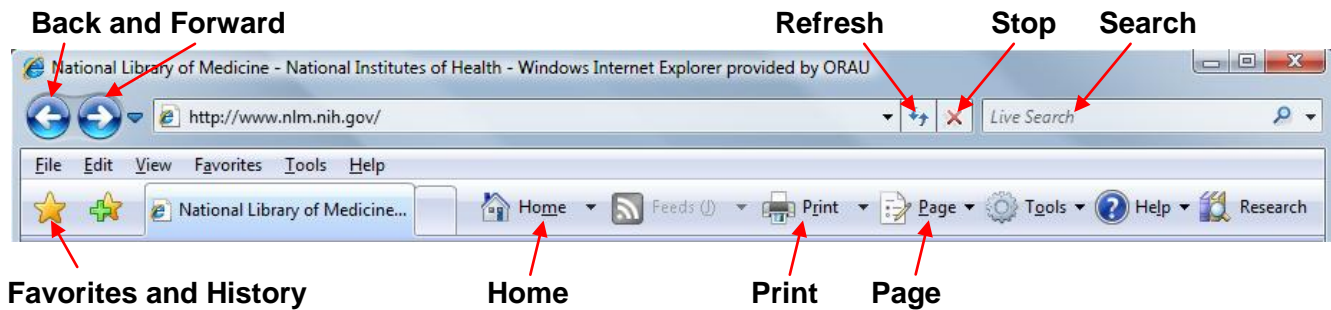 Back and Forward Refresh Stop Search
National Library of Medicine - National Institutes of Health - Windows Internet Explorer provided by ORAU
http://www.nlm.nih.gov/ Live Search
File Edit View Favorites Tools Help
National Library of Medicine... Home Feeds (J) Print Page Tools Help Research
Favorites and History Home Print Page